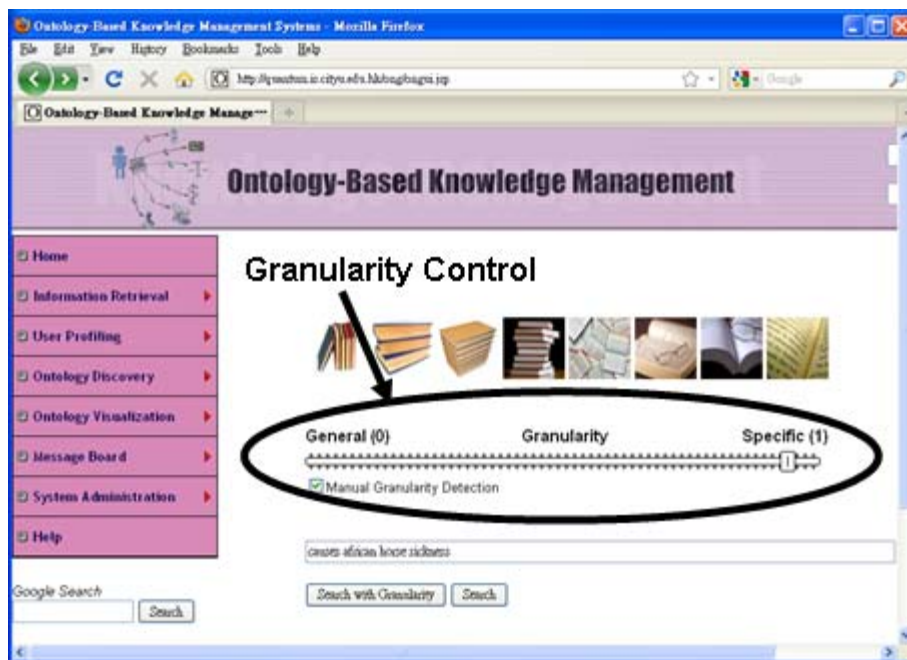 Ontology-Based Knowledge Management Systems - Mozilla Firefox
File Edit View History Bookmarks Tools Help
Google
Ontology-Based Knowledge Manage...
Ontology-Based Knowledge Management
Home
Information Retrieval
User Profiling
Ontology Discovery
Ontology Visualization
Message Board
System Administration
Help
Google Search
Search
Granularity Control
General (0) Granularity Specific (1)
Manual Granularity Detection
causes african horse sickness
Search with Granularity Search